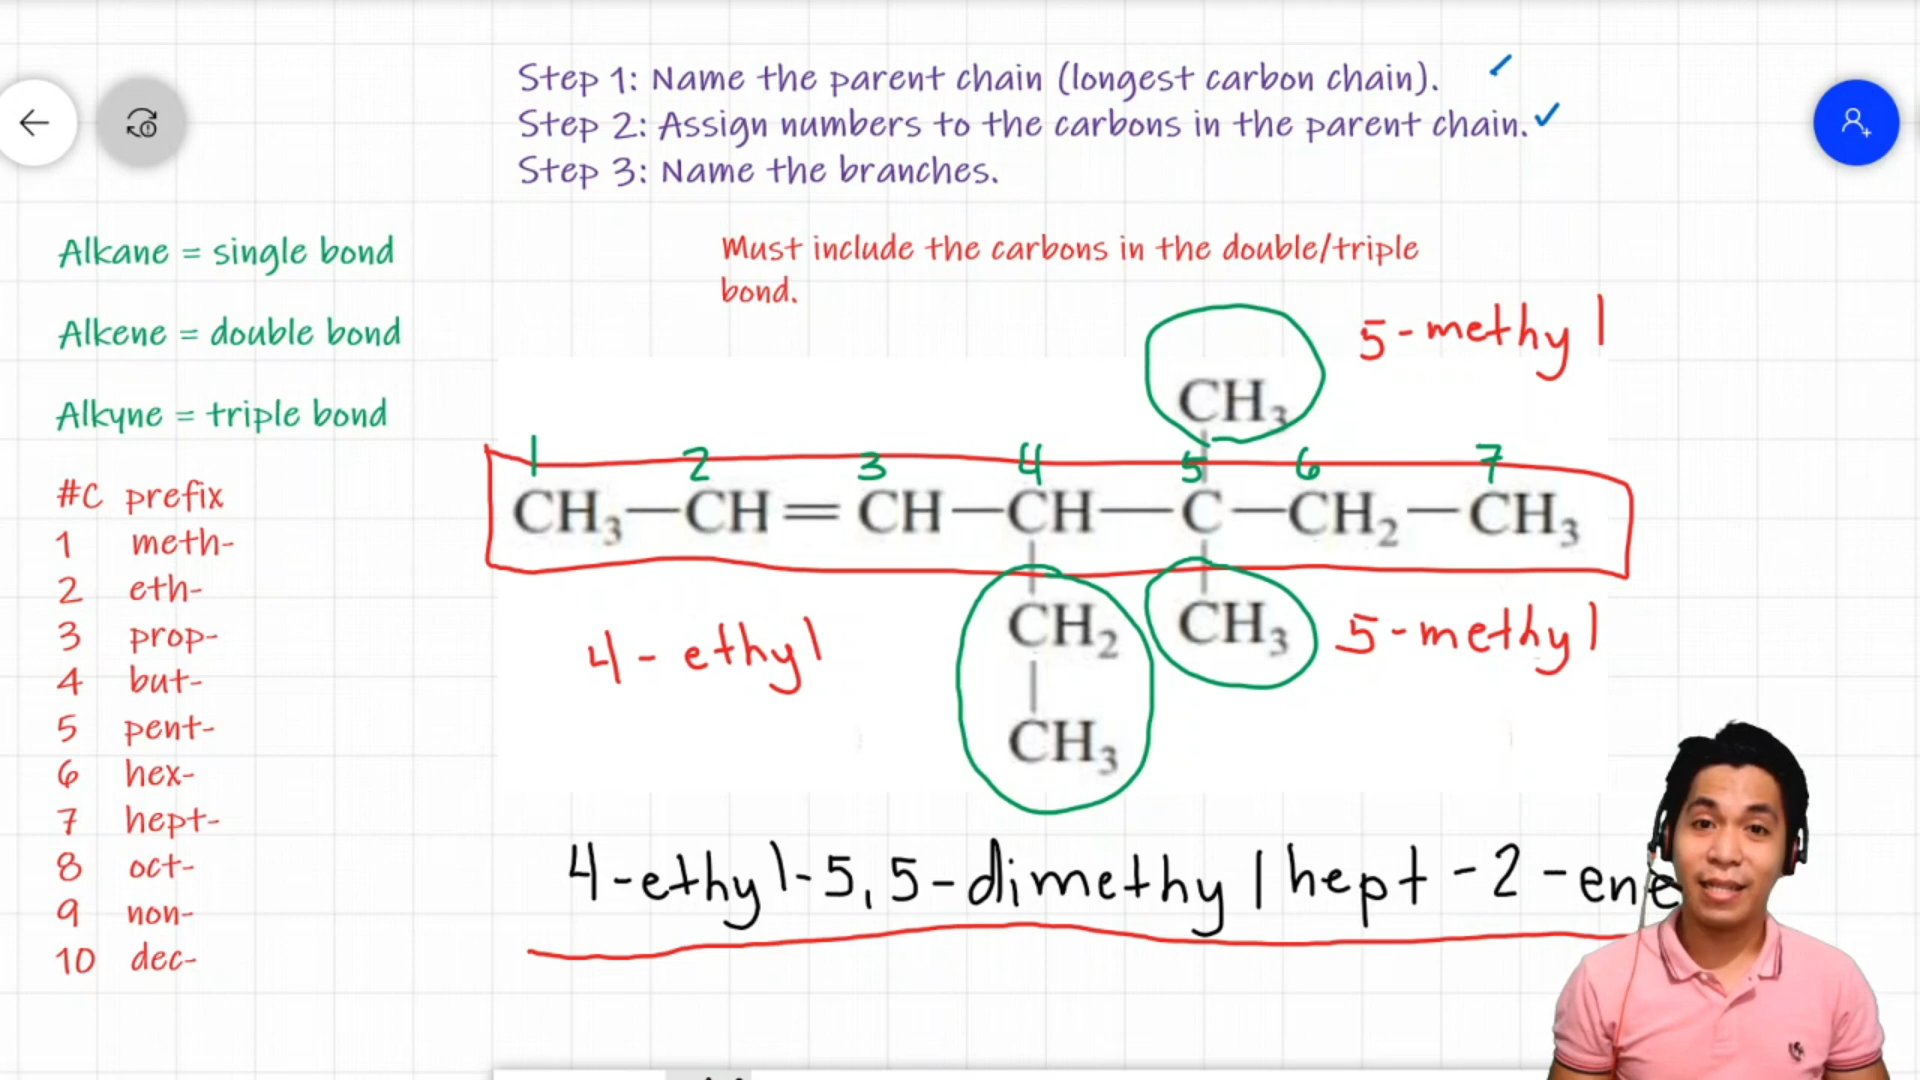 Step 1: Name the parent chain (longest carbon chain).
Step 2: Assign numbers to the carbons in the parent chain.
Step 3: Name the branches.
Alkane = single bond
Alkene = double bond
Alkyne = triple bond
#C prefix
1 meth-
2 eth-
3 prop-
4 but-
5 pent-
6 hex-
7 hept-
8 oct-
9 non-
10 dec-
Must include the carbons in the double/triple
bond.
5-methyl
CH₃
1 2 3 4 5 6 7
CH₃—CH=CH—CH—C—CH₂—CH₃
4-ethyl
CH₂
CH₃
5-methyl
CH₃
4-ethyl-5,5-dimethylhept-2-ene